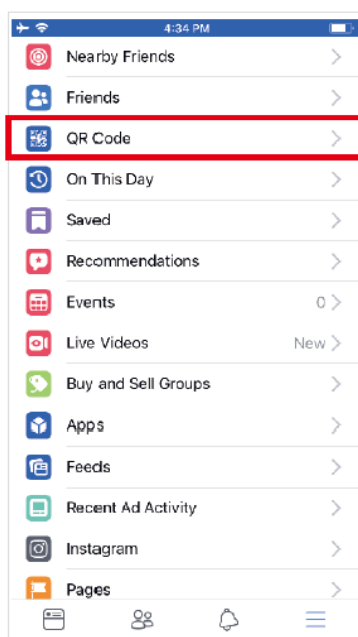 4:34 PM
Nearby Friends
Friends
QR Code
On This Day
Saved
Recommendations
Events 0
Live Videos New
Buy and Sell Groups
Apps
Feeds
Recent Ad Activity
Instagram
Pages